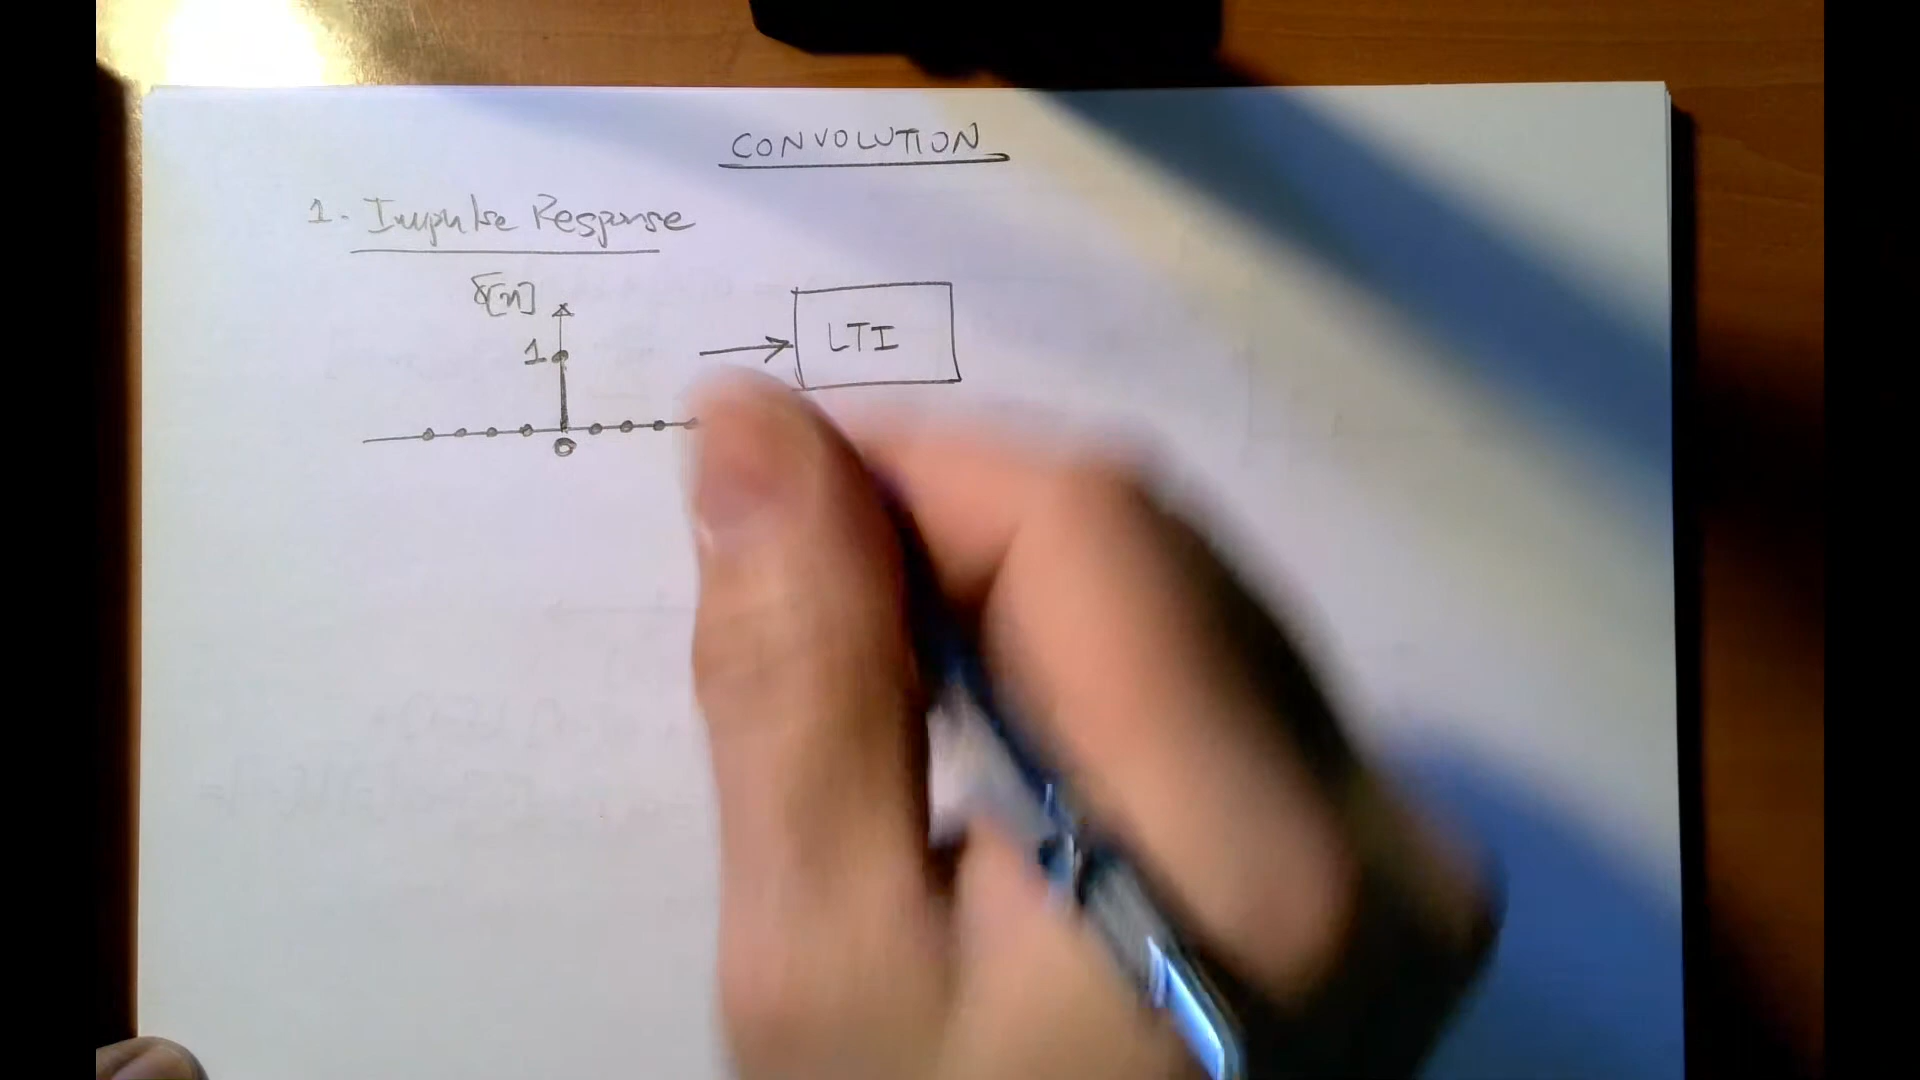 CONVOLUTION
1. Impulse Response
δ[n]
1
LTI
0